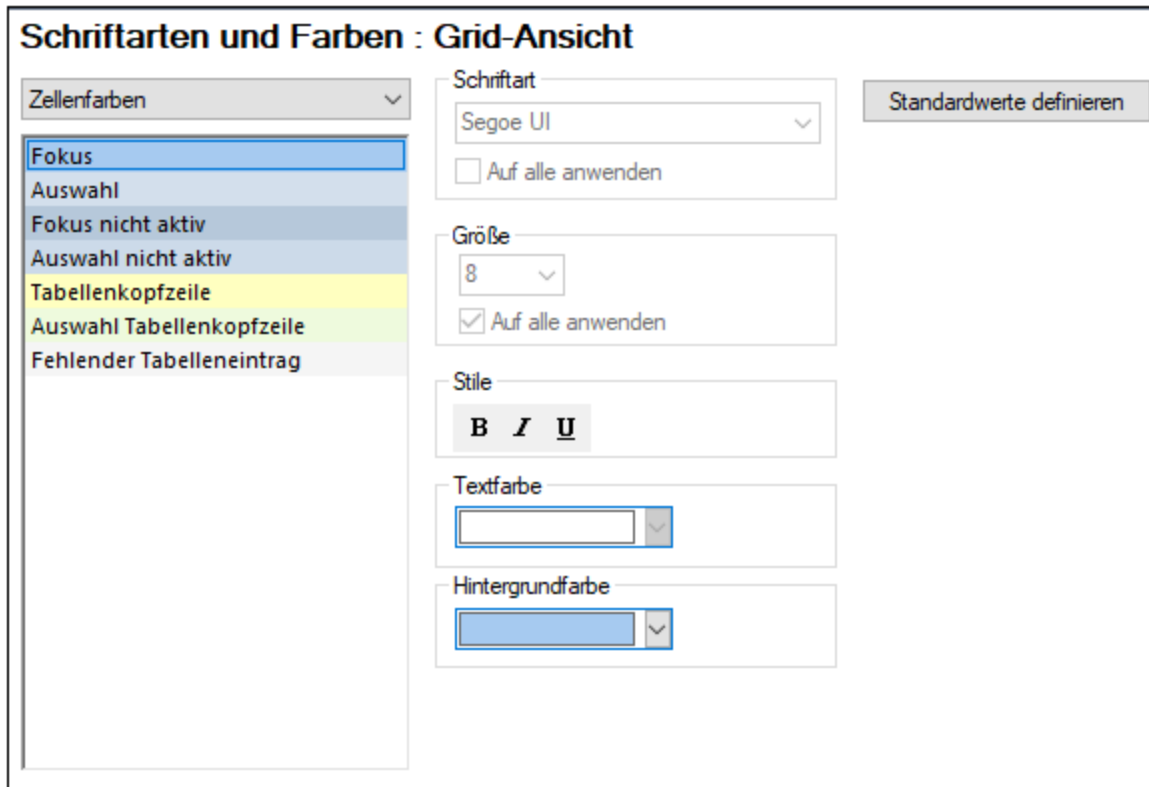 Schriftarten und Farben : Grid-Ansicht
Zellenfarben
Fokus
Auswahl
Fokus nicht aktiv
Auswahl nicht aktiv
Tabellenkopfzeile
Auswahl Tabellenkopfzeile
Fehlender Tabelleneintrag
Schriftart
Segoe UI
Auf alle anwenden
Größe
8
Auf alle anwenden
Stile
B I U
Textfarbe
Hintergrundfarbe
Standardwerte definieren